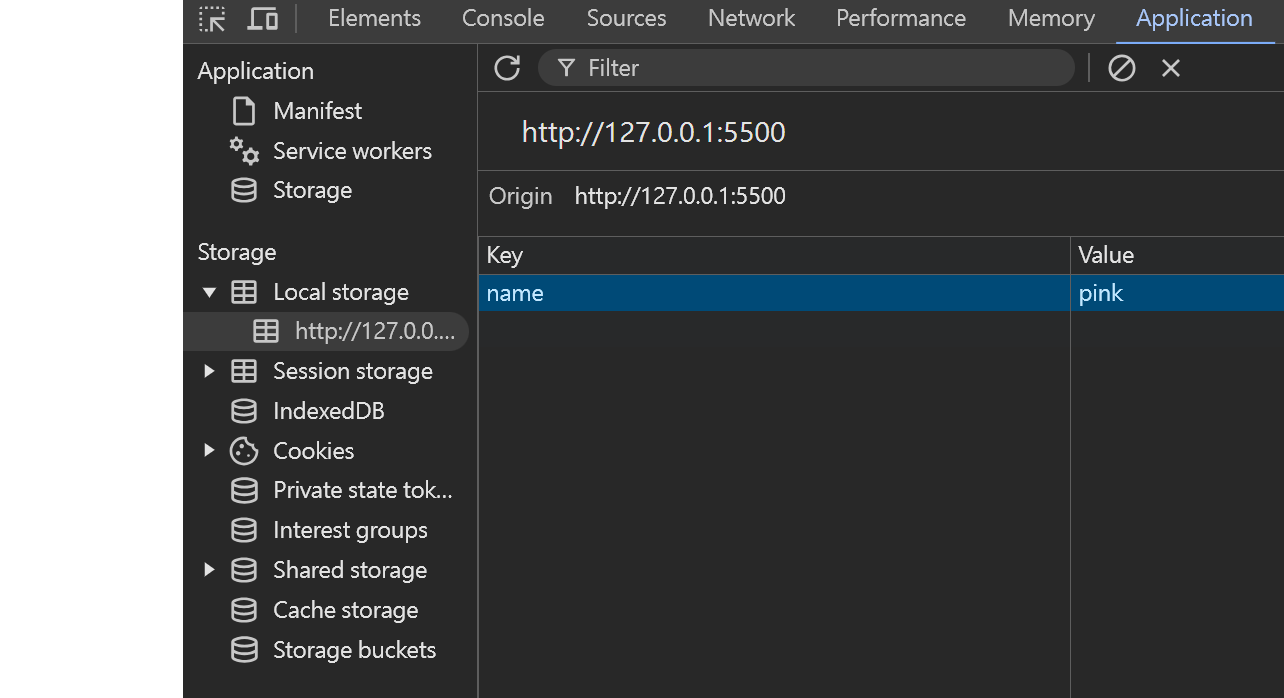 Elements Console Sources Network Performance Memory Application
Application
Manifest
Service workers
Storage
Storage
Local storage
http://127.0.0....
Session storage
IndexedDB
Cookies
Private state tok...
Interest groups
Shared storage
Cache storage
Storage buckets
Filter
http://127.0.0.1:5500
Origin http://127.0.0.1:5500
Key Value
name pink